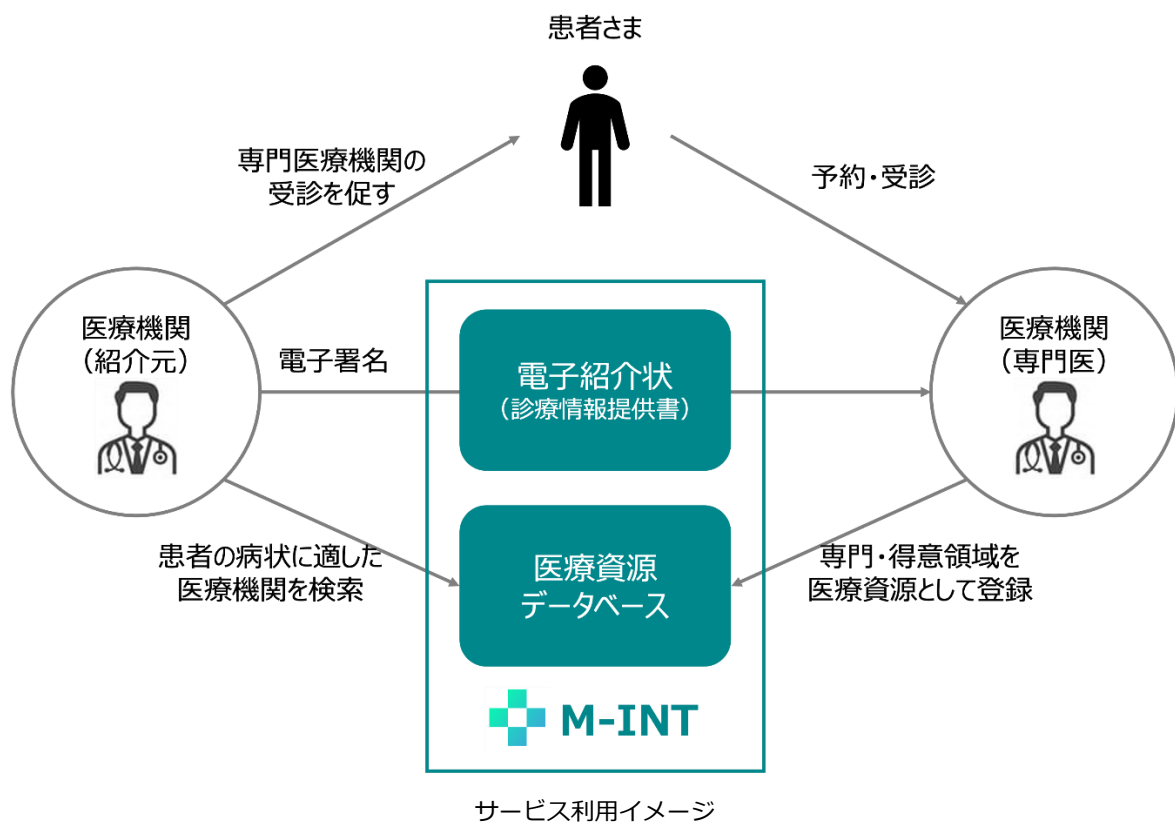 患者さま
専門医療機関の
受診を促す
予約・受診
医療機関
（紹介元）
電子署名
電子紹介状
（診療情報提供書）
医療機関
（専門医）
患者の病状に適した
医療機関を検索
医療資源
データベース
専門・得意領域を
医療資源として登録
M-INT
サービス利用イメージ